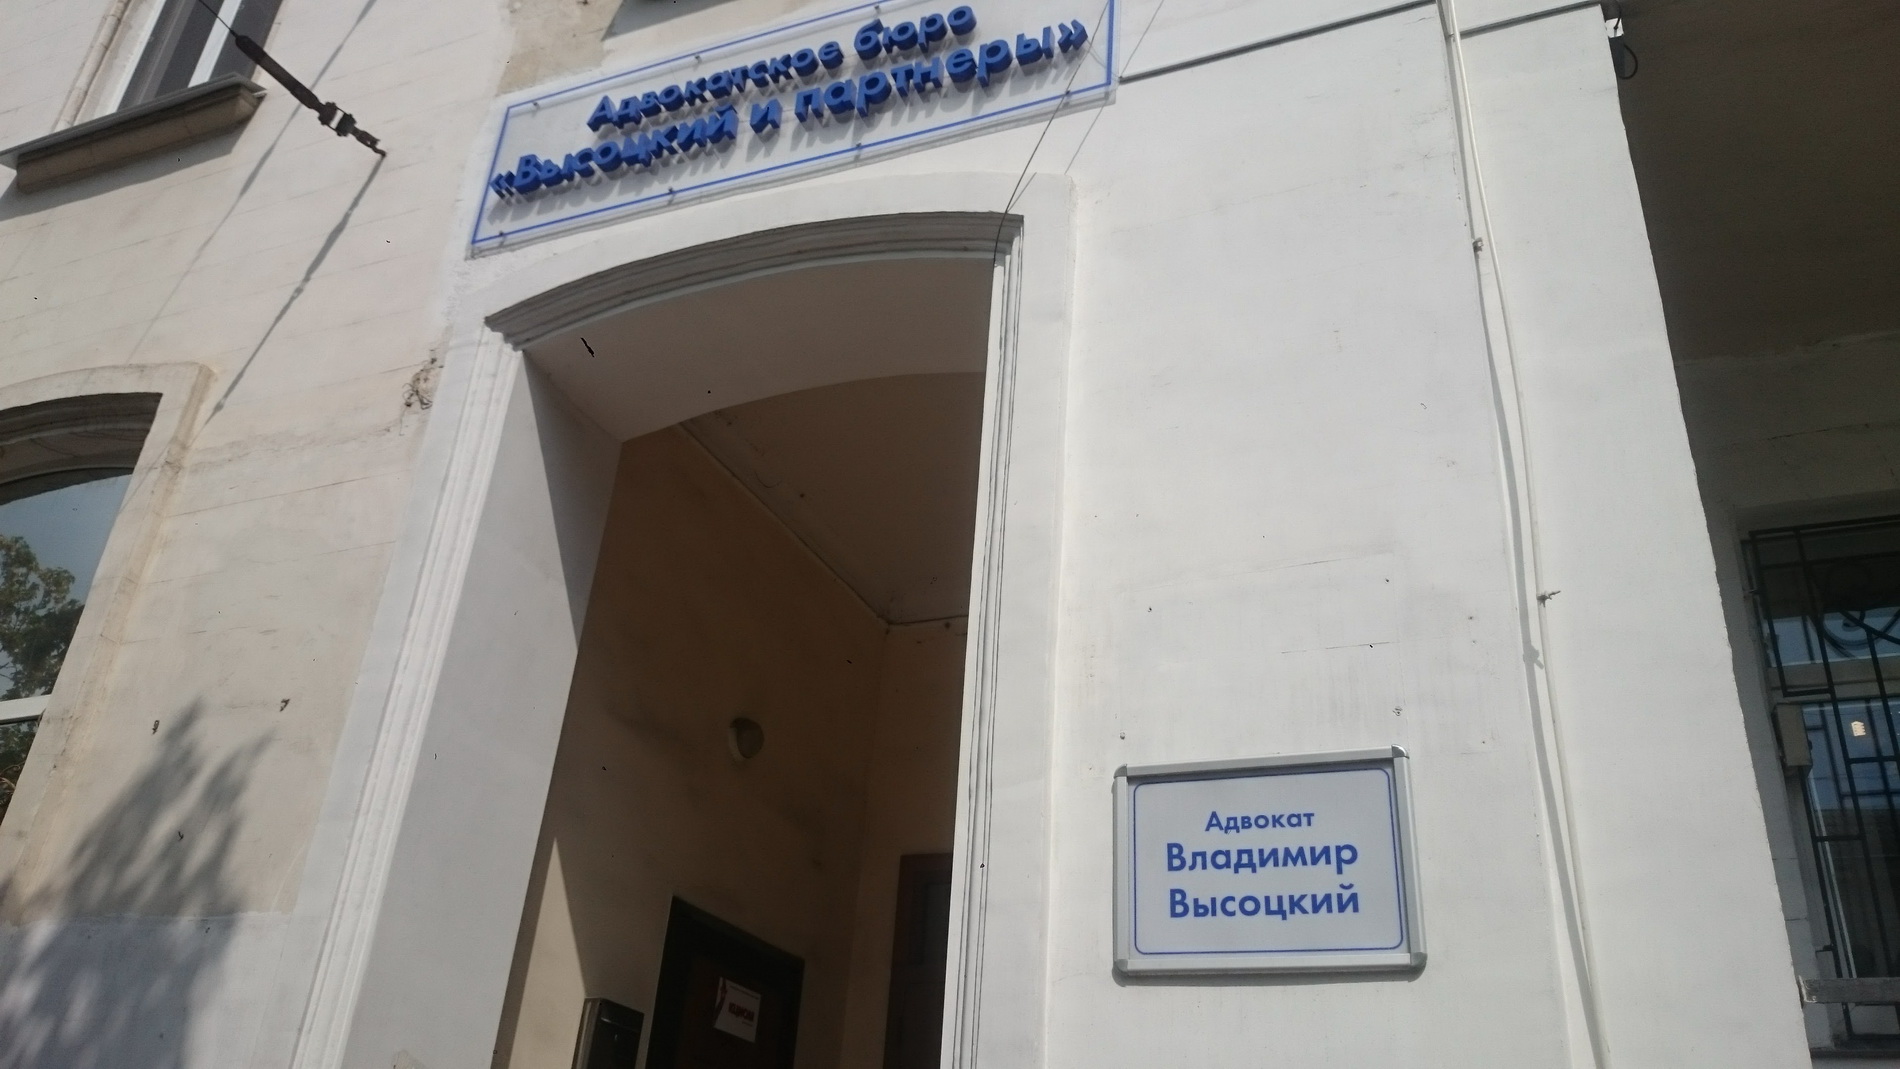 Адвокатское бюро
«Высоцкий и партнеры»
Адвокат
Владимир
Высоцкий